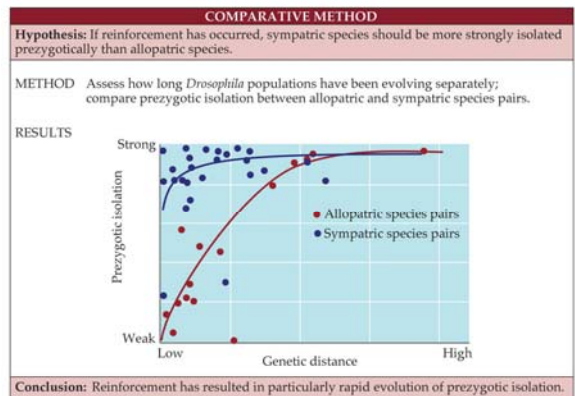 COMPARATIVE METHOD
Hypothesis: If reinforcement has occurred, sympatric species should be more strongly isolated
prezygotically than allopatric species.
METHOD Assess how long Drosophila populations have been evolving separately;
compare prezygotic isolation between allopatric and sympatric species pairs.
RESULTS
Strong
Prezygotic isolation
Allopatric species pairs
Sympatric species pairs
Weak
Low
High
Genetic distance
Conclusion: Reinforcement has resulted in particularly rapid evolution of prezygotic isolation.